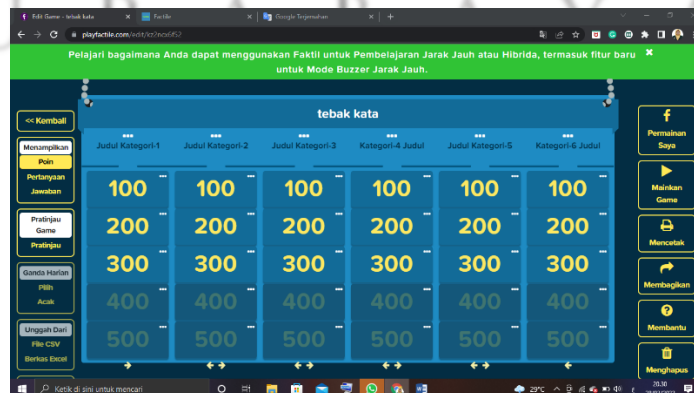 Edit Game - tebak kata
Factile
Google Terjemahan
playfactile.com/edit/
Pelajari bagaimana Anda dapat menggunakan Faktil untuk Pembelajaran Jarak Jauh atau Hibrida, termasuk fitur baru
untuk Mode Buzzer Jarak Jauh.
<< Kembali
tebak kata
Permainan
Saya
Menampilkan
Poin
Pertanyaan
Jawaban
Judul Kategori-1
Judul Kategori-2
Judul Kategori-3
Kategori-4 Judul
Judul Kategori-5
Kategori-6 Judul
Mainkan
Game
100 100 100 100 100 100
Pratinjau
Game
Pratinjau
200 200 200 200 200 200
Mencetak
300 300 300 300 300 300
Ganda Harian
Pilih
Acak
Membagikan
400 400 400 400 400 400
Membantu
Unggah Dari
File CSV
Berkas Excel
500 500 500 500 500 500
Menghapus
Ketik di sini untuk mencari
29°C
20.50